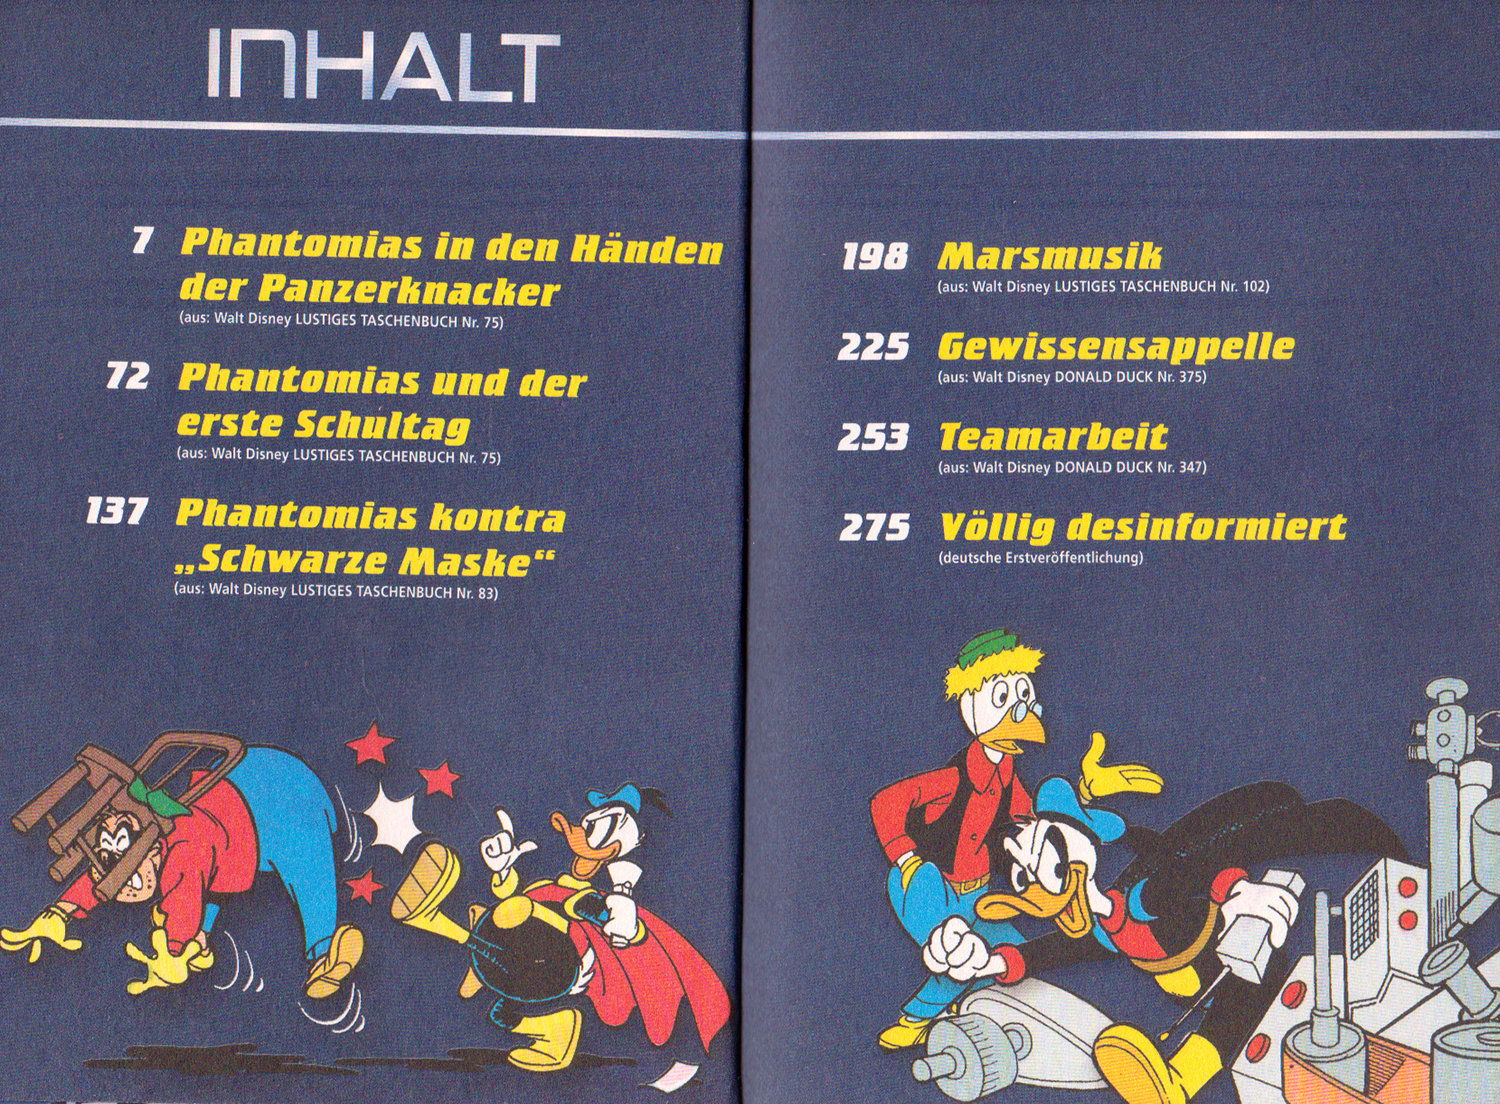 INHALT
7 Phantomias in den Händen
der Panzerknacker
(aus: Walt Disney LUSTIGES TASCHENBUCH Nr. 75)
72 Phantomias und der
erste Schultag
(aus: Walt Disney LUSTIGES TASCHENBUCH Nr. 75)
137 Phantomias kontra
„Schwarze Maske“
(aus: Walt Disney LUSTIGES TASCHENBUCH Nr. 83)
198 Marsmusik
(aus: Walt Disney LUSTIGES TASCHENBUCH Nr. 102)
225 Gewissensappelle
(aus: Walt Disney DONALD DUCK Nr. 375)
253 Teamarbeit
(aus: Walt Disney DONALD DUCK Nr. 347)
275 Völlig desinformiert
(deutsche Erstveröffentlichung)